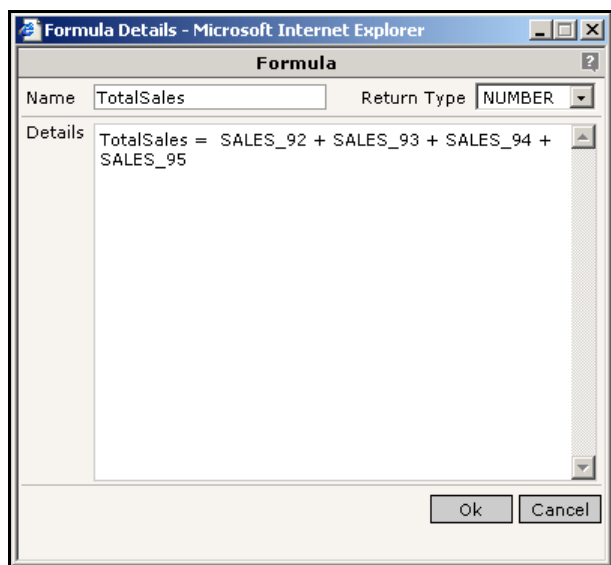 Formula Details - Microsoft Internet Explorer
Formula ?
Name TotalSales Return Type NUMBER
Details TotalSales = SALES_92 + SALES_93 + SALES_94 +
SALES_95
Ok Cancel